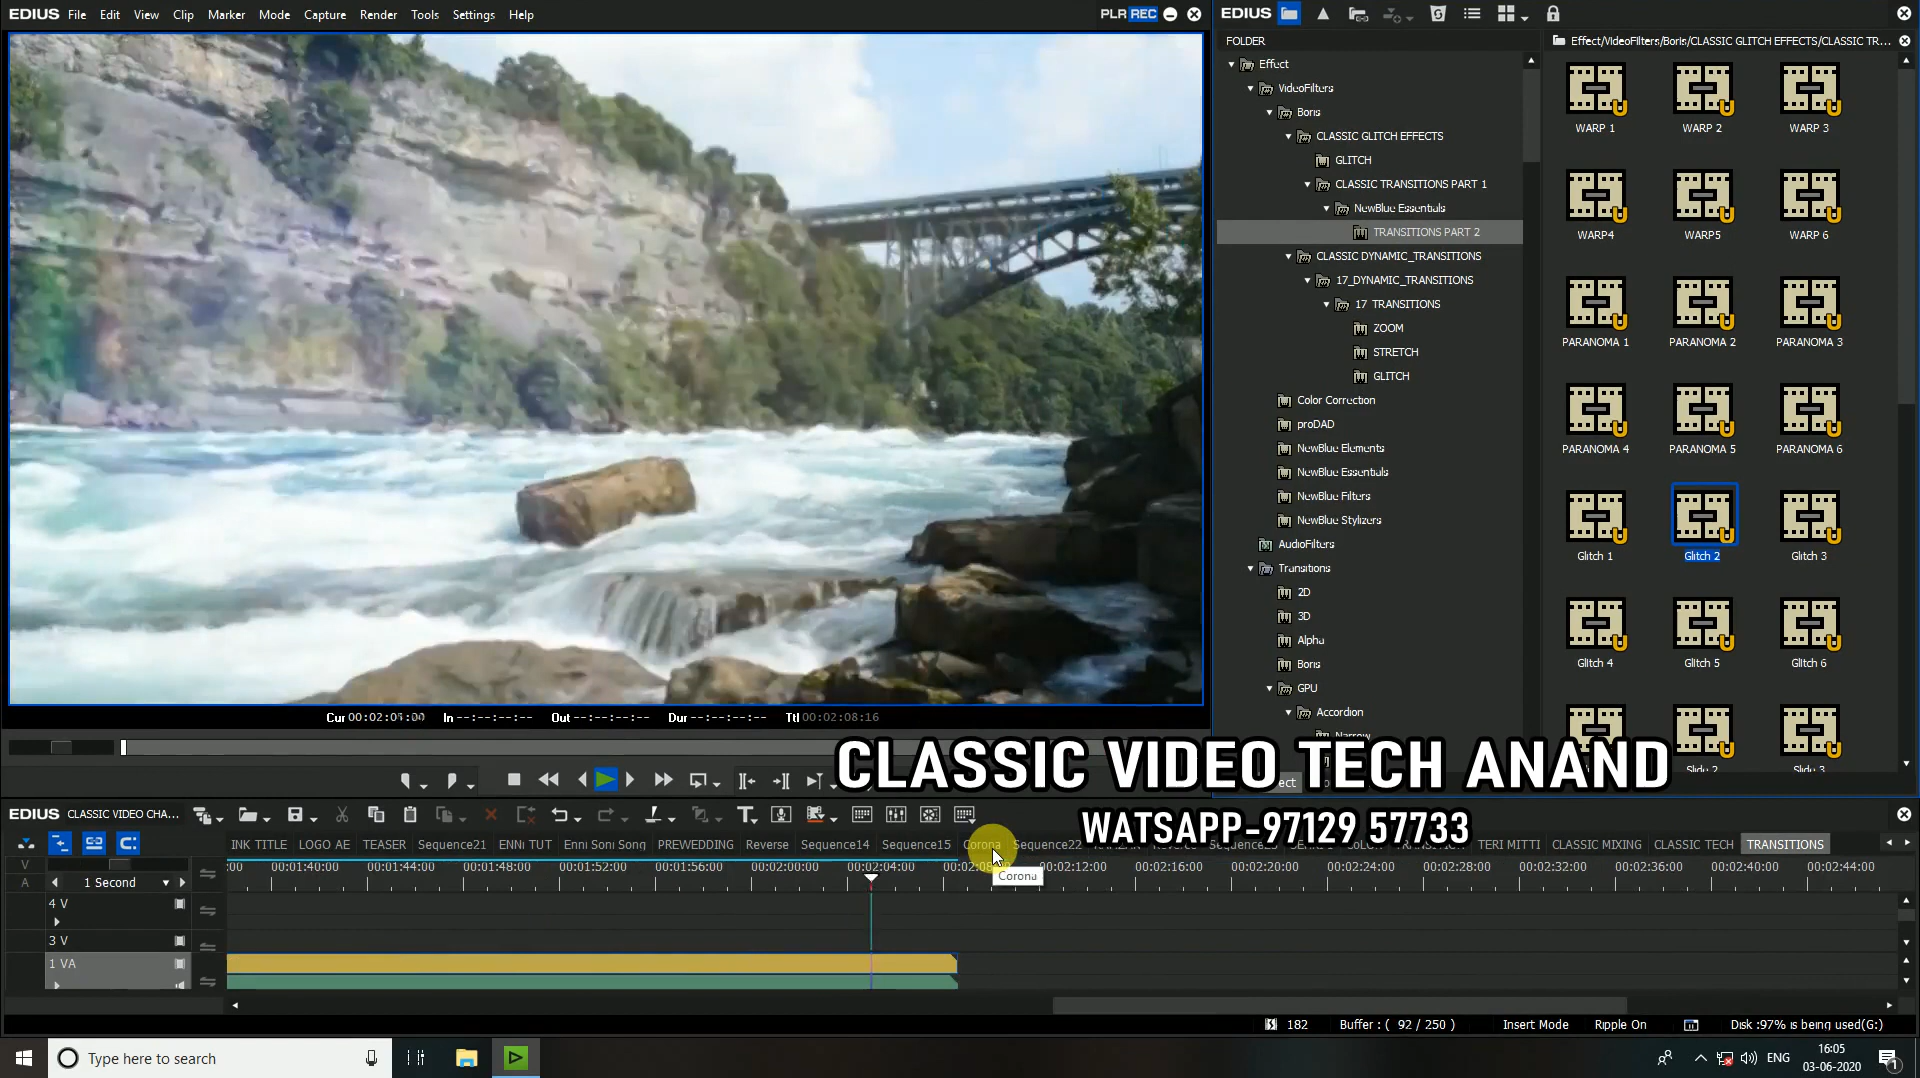 EDIUS File Edit View Clip Marker Mode Capture Render Tools Settings Help PLR REC
EDIUS
FOLDER
Effect/VideoFilters/Boris/CLASSIC GLITCH EFFECTS/CLASSIC TR...
Effect
VideoFilters
Boris
CLASSIC GLITCH EFFECTS
GLITCH
CLASSIC TRANSITIONS PART 1
NewBlue Essentials
TRANSITIONS PART 2
CLASSIC DYNAMIC_TRANSITIONS
17_DYNAMIC_TRANSITIONS
17 TRANSITIONS
ZOOM
STRETCH
GLITCH
Color Correction
proDAD
NewBlue Elements
NewBlue Essentials
NewBlue Filters
NewBlue Stylizers
AudioFilters
Transitions
2D
3D
Alpha
Boris
GPU
Accordion
Narrow
WARP 1 WARP 2 WARP 3
WARP4 WARP5 WARP 6
PARANOMA 1 PARANOMA 2 PARANOMA 3
PARANOMA 4 PARANOMA 5 PARANOMA 6
Glitch 1 Glitch 2 Glitch 3
Glitch 4 Glitch 5 Glitch 6
Slide 2 Slide 3
In --:--:--:-- Out --:--:--:-- Dur --:--:--:-- Ttl 00:02:08:16
CLASSIC VIDEO TECH ANAND
WATSAPP-97129 57733
EDIUS CLASSIC VIDEO CHA...
INK TITLE LOGO AE TEASER Sequence21 ENNI TUT Enni Soni Song PREWEDDING Reverse Sequence14 Sequence15 Corona Sequence22 TERI MITTI CLASSIC MIXING CLASSIC TECH TRANSITIONS
V
A
1 Second
:00 00:01:40:00 00:01:44:00 00:01:48:00 00:01:52:00 00:01:56:00 00:02:00:00 00:02:04:00 00:02:12:00 00:02:16:00 00:02:20:00 00:02:24:00 00:02:28:00 00:02:32:00 00:02:36:00 00:02:40:00 00:02:44:00
Corona
4 V
3 V
1 VA
182 Buffer : ( 92 / 250 ) Insert Mode Ripple On Disk :97% is being used(G:)
Type here to search
ENG
16:05
03-06-2020
1